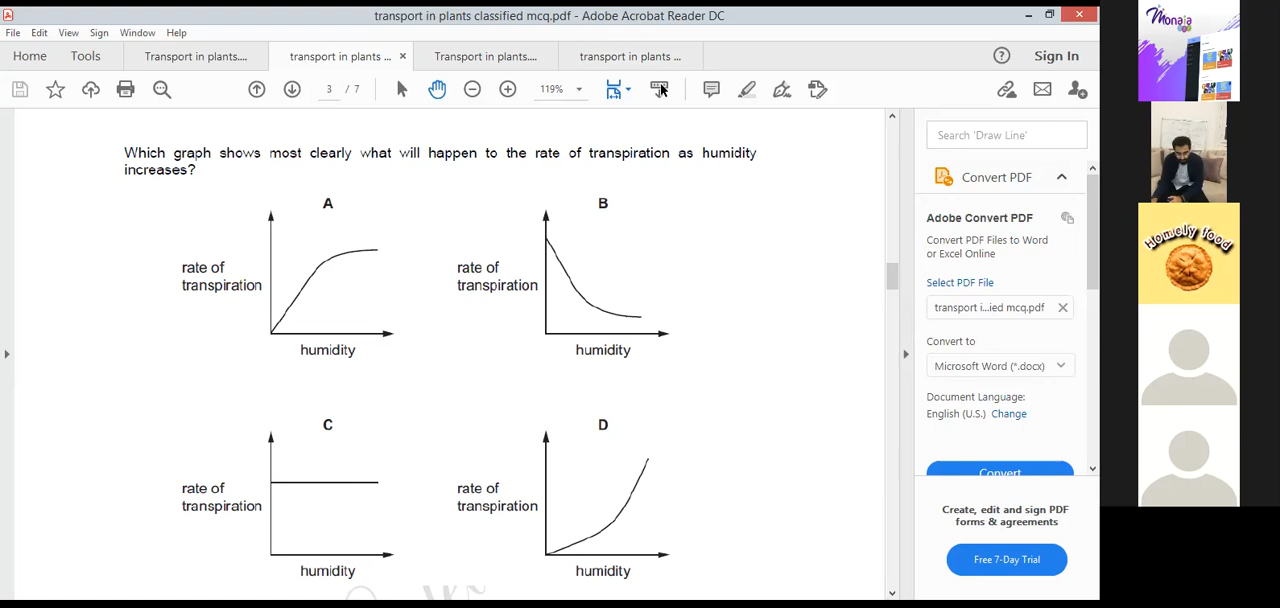 transport in plants classified mcq.pdf - Adobe Acrobat Reader DC
File Edit View Sign Window Help
Home Tools Transport in plants.... transport in plants ... × Transport in plants.... transport in plants ... Sign In
3 / 7 119%
Which graph shows most clearly what will happen to the rate of transpiration as humidity
increases?
A
rate of
transpiration
humidity
B
rate of
transpiration
humidity
C
rate of
transpiration
humidity
D
rate of
transpiration
humidity
Search 'Draw Line'
Convert PDF
Adobe Convert PDF
Convert PDF Files to Word
or Excel Online
Select PDF File
transport i...ied mcq.pdf
Convert to
Microsoft Word (*.docx)
Document Language:
English (U.S.) Change
Convert
Create, edit and sign PDF
forms & agreements
Free 7-Day Trial
Monaia
Homely food